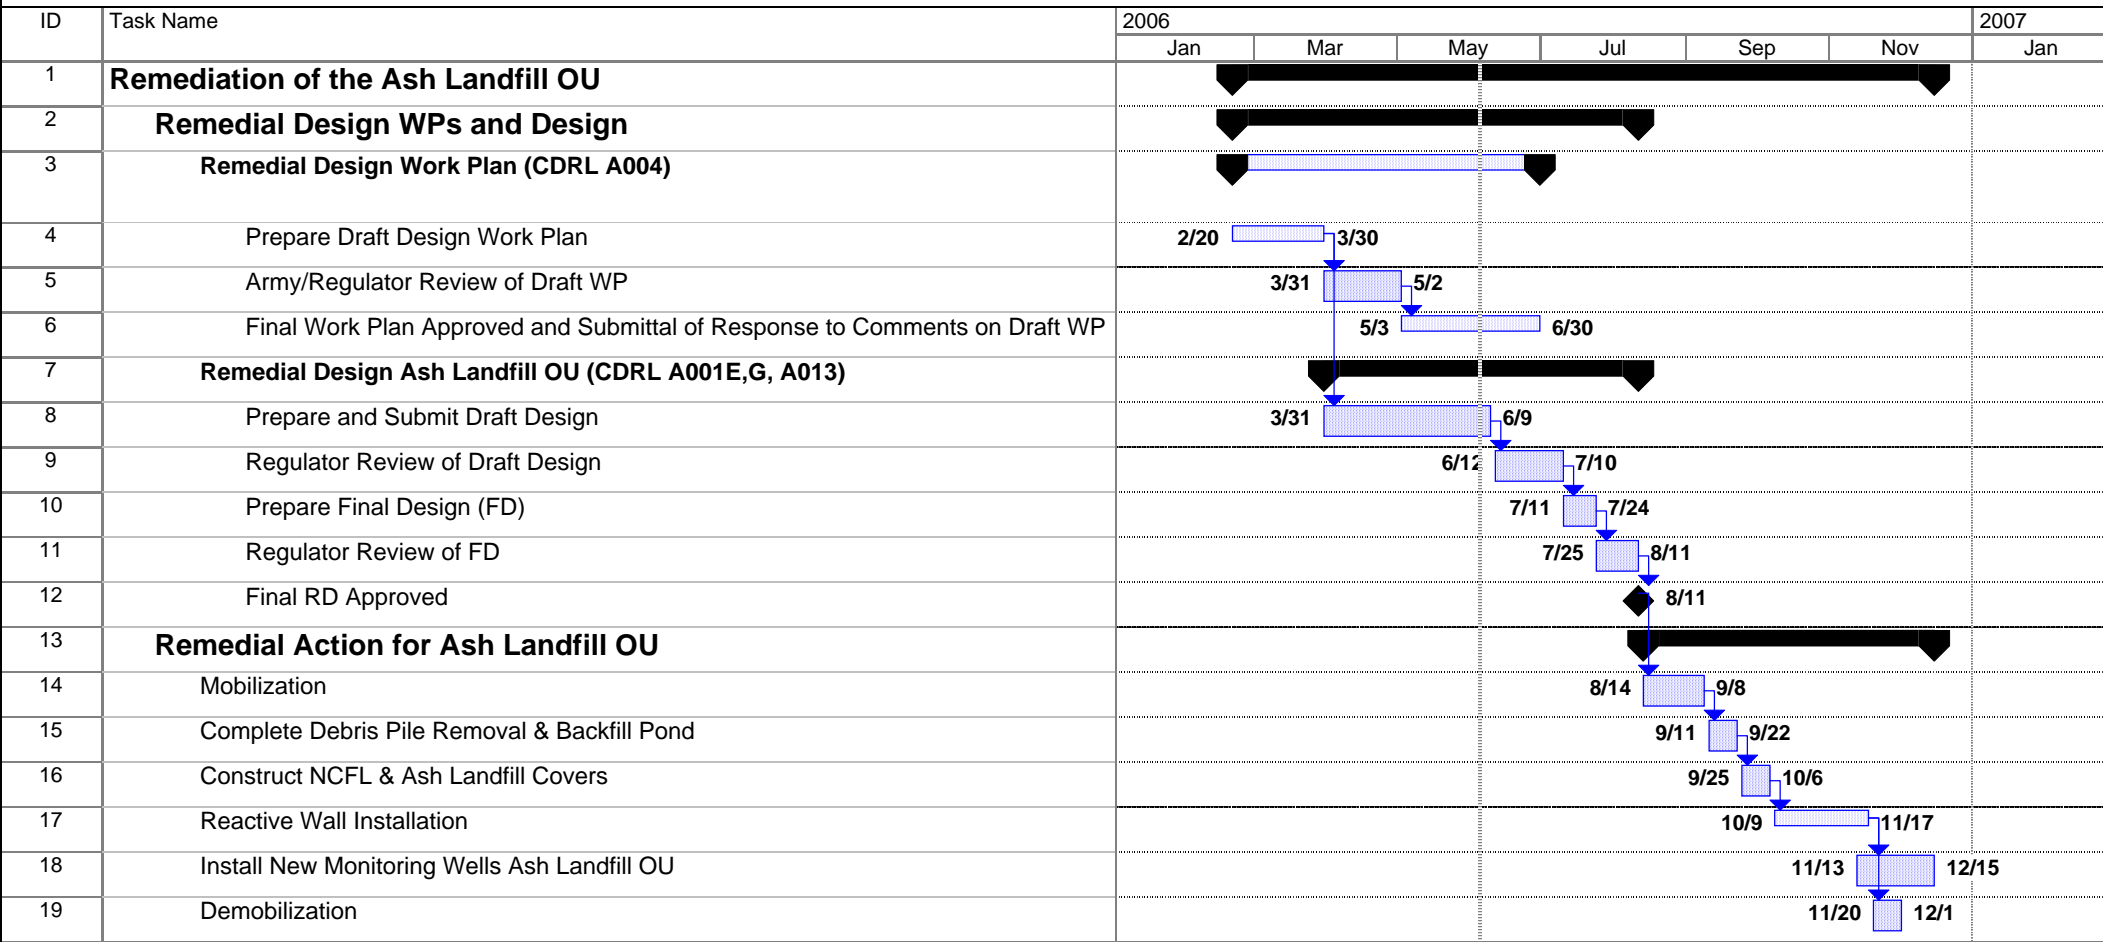 ID Task Name 2006 2007
Jan Mar May Jul Sep Nov Jan
1 Remediation of the Ash Landfill OU
2 Remedial Design WPs and Design
3 Remedial Design Work Plan (CDRL A004)
4 Prepare Draft Design Work Plan 2/20 3/30
5 Army/Regulator Review of Draft WP 3/31 5/2
6 Final Work Plan Approved and Submittal of Response to Comments on Draft WP 5/3 6/30
7 Remedial Design Ash Landfill OU (CDRL A001E,G, A013)
8 Prepare and Submit Draft Design 3/31 6/9
9 Regulator Review of Draft Design 6/12 7/10
10 Prepare Final Design (FD) 7/11 7/24
11 Regulator Review of FD 7/25 8/11
12 Final RD Approved 8/11
13 Remedial Action for Ash Landfill OU
14 Mobilization 8/14 9/8
15 Complete Debris Pile Removal & Backfill Pond 9/11 9/22
16 Construct NCFL & Ash Landfill Covers 9/25 10/6
17 Reactive Wall Installation 10/9 11/17
18 Install New Monitoring Wells Ash Landfill OU 11/13 12/15
19 Demobilization 11/20 12/1